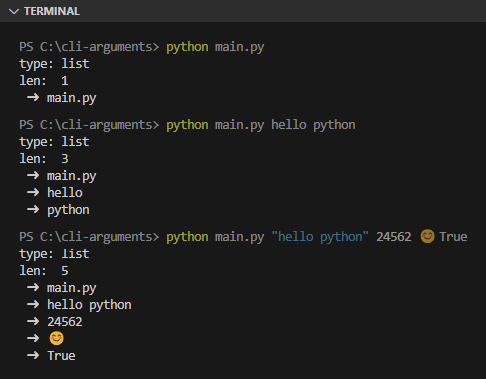 TERMINAL
PS C:\cli-arguments> python main.py
type: list
len:  1
 ➜ main.py
PS C:\cli-arguments> python main.py hello python
type: list
len:  3
 ➜ main.py
 ➜ hello
 ➜ python
PS C:\cli-arguments> python main.py "hello python" 24562 😊 True
type: list
len:  5
 ➜ main.py
 ➜ hello python
 ➜ 24562
 ➜ 😊
 ➜ True